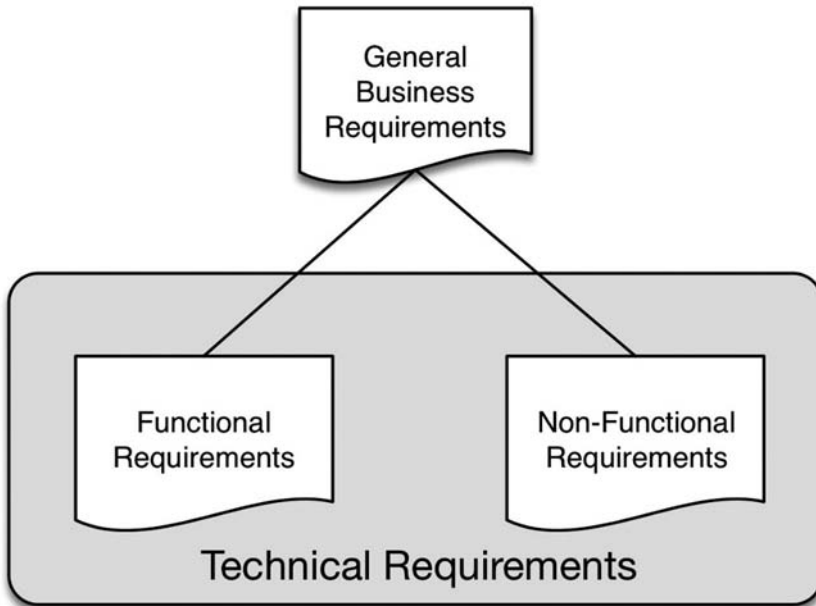 General
Business
Requirements
Functional
Requirements
Non-Functional
Requirements
Technical Requirements